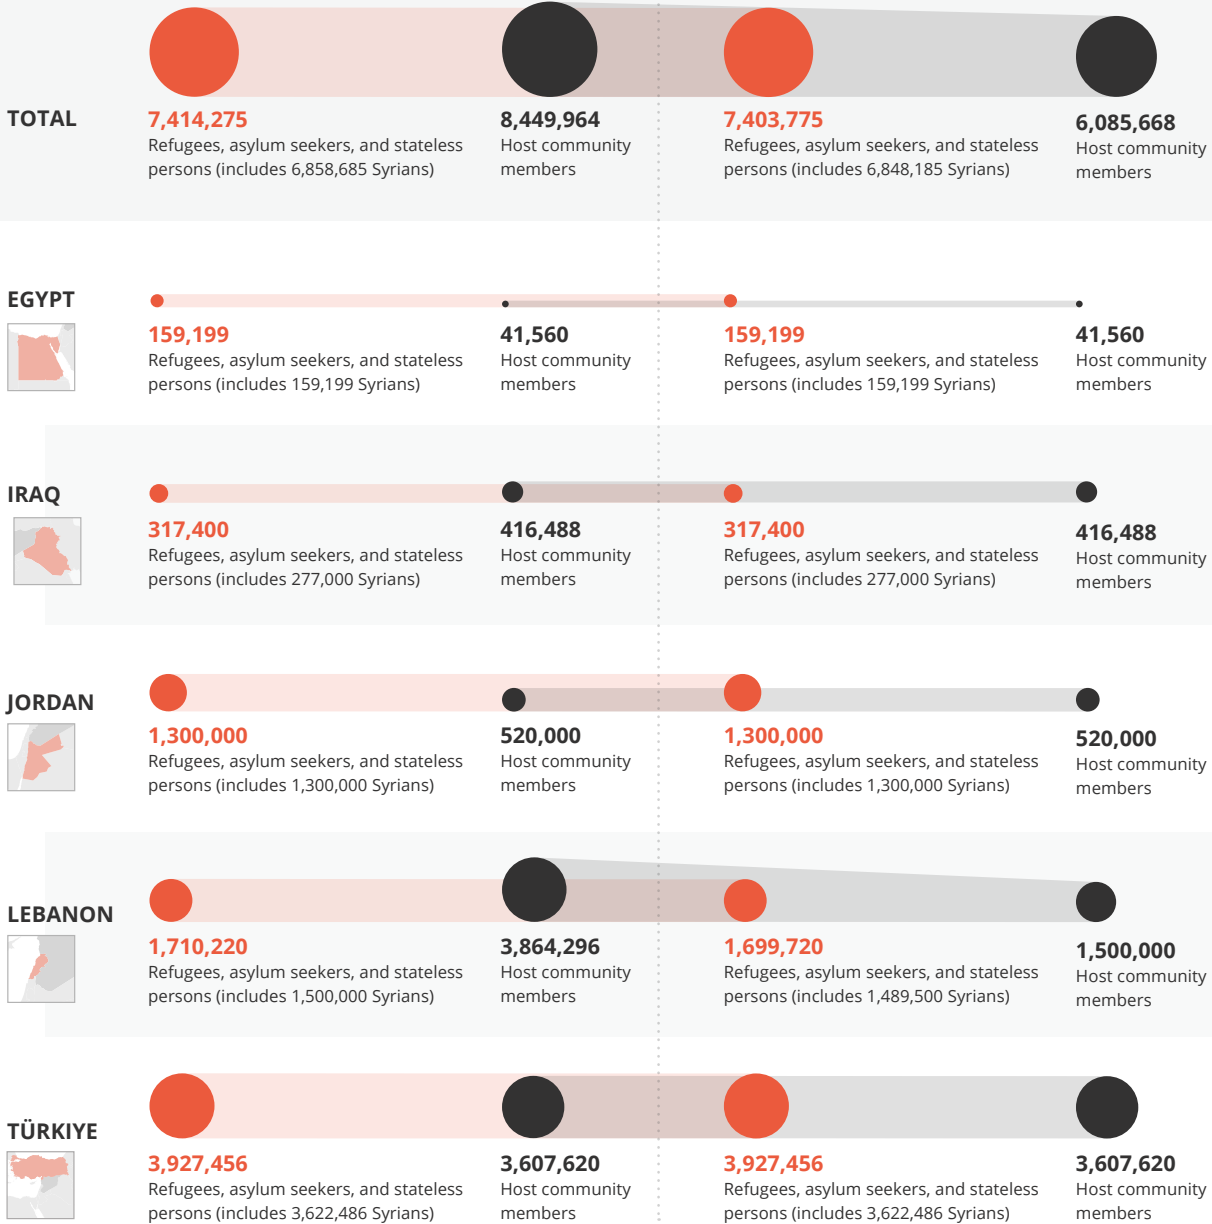 TOTAL
7,414,275
Refugees, asylum seekers, and stateless
persons (includes 6,858,685 Syrians)
8,449,964
Host community
members
7,403,775
Refugees, asylum seekers, and stateless
persons (includes 6,848,185 Syrians)
6,085,668
Host community
members
EGYPT
159,199
Refugees, asylum seekers, and stateless
persons (includes 159,199 Syrians)
41,560
Host community
members
159,199
Refugees, asylum seekers, and stateless
persons (includes 159,199 Syrians)
41,560
Host community
members
IRAQ
317,400
Refugees, asylum seekers, and stateless
persons (includes 277,000 Syrians)
416,488
Host community
members
317,400
Refugees, asylum seekers, and stateless
persons (includes 277,000 Syrians)
416,488
Host community
members
JORDAN
1,300,000
Refugees, asylum seekers, and stateless
persons (includes 1,300,000 Syrians)
520,000
Host community
members
1,300,000
Refugees, asylum seekers, and stateless
persons (includes 1,300,000 Syrians)
520,000
Host community
members
LEBANON
1,710,220
Refugees, asylum seekers, and stateless
persons (includes 1,500,000 Syrians)
3,864,296
Host community
members
1,699,720
Refugees, asylum seekers, and stateless
persons (includes 1,489,500 Syrians)
1,500,000
Host community
members
TÜRKIYE
3,927,456
Refugees, asylum seekers, and stateless
persons (includes 3,622,486 Syrians)
3,607,620
Host community
members
3,927,456
Refugees, asylum seekers, and stateless
persons (includes 3,622,486 Syrians)
3,607,620
Host community
members